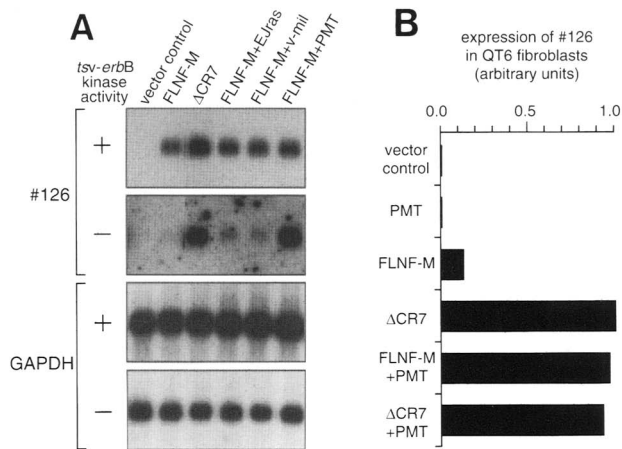 A
tsv-erbB
kinase
activity
vector control
FLNF-M
ΔCR7
FLNF-M+EJras
FLNF-M+v-mil
FLNF-M+PMT
#126
+
−
GAPDH
+
−
B
expression of #126
in QT6 fibroblasts
(arbitrary units)
0.0
0.5
1.0
vector
control
PMT
FLNF-M
ΔCR7
FLNF-M
+PMT
ΔCR7
+PMT